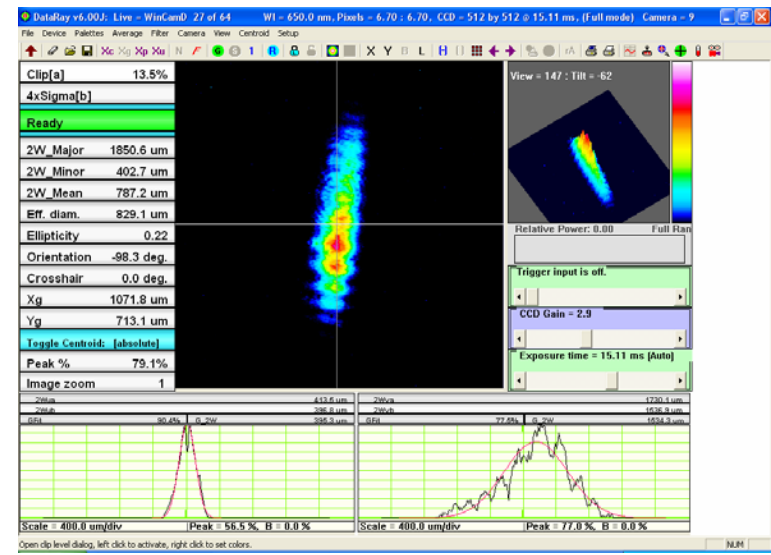 DataRay v6.00J: Live - WinCamD 27 of 64 Wl = 650.0 nm, Pixels = 6.70 : 6.70, CCD = 512 by 512 @ 15.11 ms, (Full mode) Camera = 9
File Device Palettes Average Filter Camera View Centroid Setup
Xc Xg Xp Xu N F G G 1 R X Y B L H rA
Clip[a] 13.5%
4xSigma[b]
Ready
2W_Major 1850.6 um
2W_Minor 402.7 um
2W_Mean 787.2 um
Eff. diam. 829.1 um
Ellipticity 0.22
Orientation -98.3 deg.
Crosshair 0.0 deg.
Xg 1071.8 um
Yg 713.1 um
Toggle Centroid: [absolute]
Peak % 79.1%
Image zoom 1
View = 147 : Tilt = -62
Relative Power: 0.00 Full Ran
Trigger input is off.
CCD Gain = 2.9
Exposure time = 15.11 ms (Auto)
2Wua 413.5 um
2Wub 396.8 um
GFit 90.4% G_2W 395.3 um
Scale = 400.0 um/div Peak = 56.5 %, B = 0.0 %
2Wva 1730.1 um
2Wvb 1536.9 um
GFit 77.5% G_2W 1534.3 um
Scale = 400.0 um/div Peak = 77.0 %, B = 0.0 %
Open clip level dialog, left click to activate, right click to set colors.
NUM